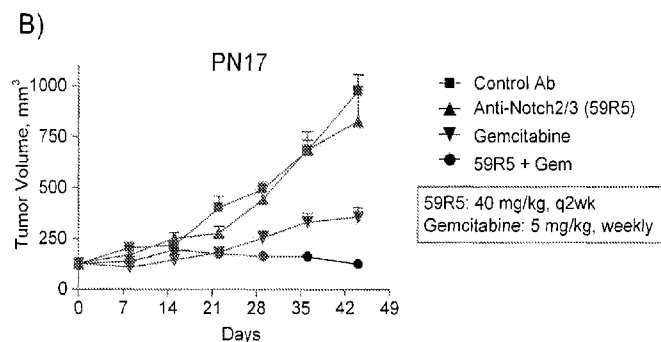 B)
PN17
Tumor Volume, mm³
1000
750
500
250
0
0 7 14 21 28 35 42 49
Days
Control Ab
Anti-Notch2/3 (59R5)
Gemcitabine
59R5 + Gem
59R5: 40 mg/kg, q2wk
Gemcitabine: 5 mg/kg, weekly